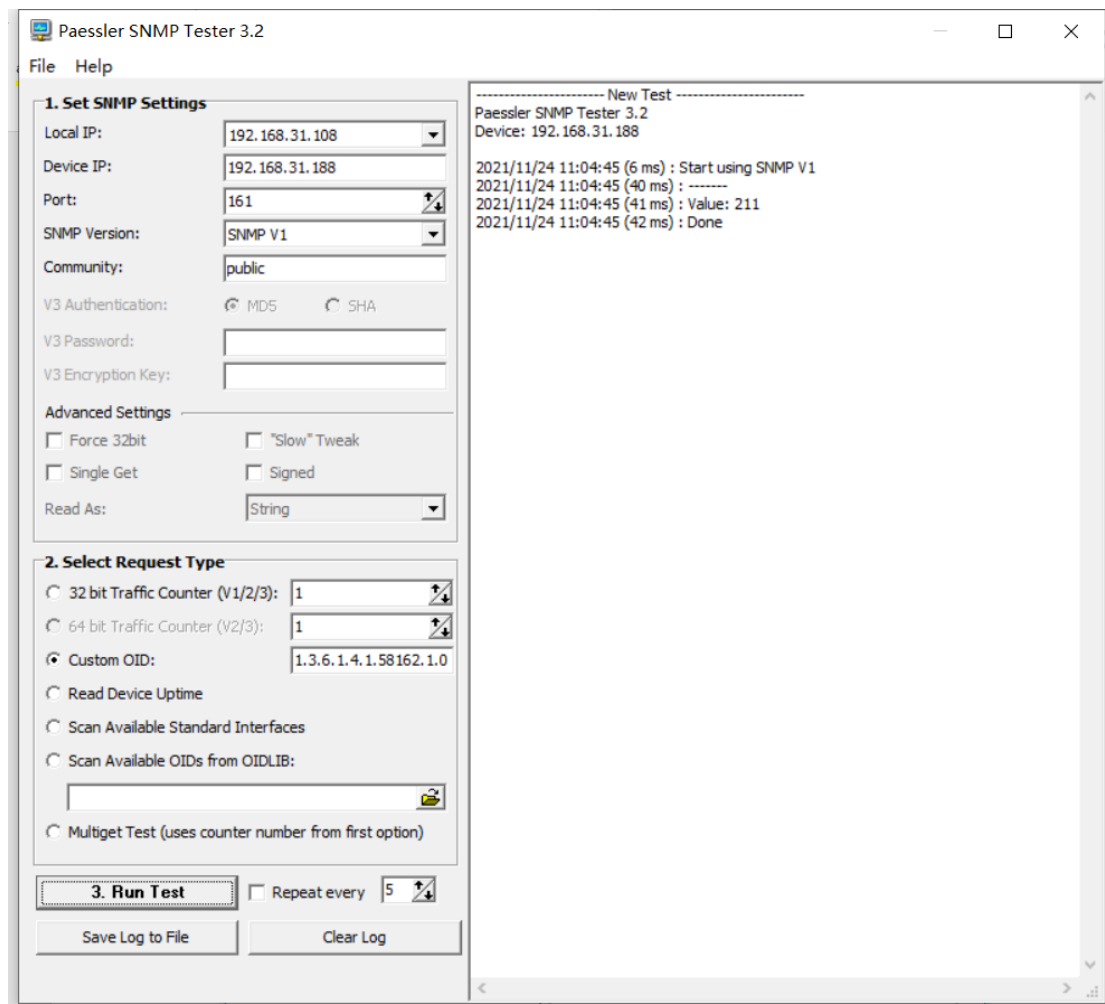 Paessler SNMP Tester 3.2
File Help
1. Set SNMP Settings
Local IP: 192.168.31.108
Device IP: 192.168.31.188
Port: 161
SNMP Version: SNMP V1
Community: public
V3 Authentication: MD5 SHA
V3 Password:
V3 Encryption Key:
Advanced Settings
Force 32bit "Slow" Tweak
Single Get Signed
Read As: String
2. Select Request Type
32 bit Traffic Counter (V1/2/3): 1
64 bit Traffic Counter (V2/3): 1
Custom OID: 1.3.6.1.4.1.58162.1.0
Read Device Uptime
Scan Available Standard Interfaces
Scan Available OIDs from OIDLIB:
Multiget Test (uses counter number from first option)
3. Run Test Repeat every 5
Save Log to File Clear Log
----------------------- New Test -----------------------
Paessler SNMP Tester 3.2
Device: 192.168.31.188
2021/11/24 11:04:45 (6 ms) : Start using SNMP V1
2021/11/24 11:04:45 (40 ms) : -------
2021/11/24 11:04:45 (41 ms) : Value: 211
2021/11/24 11:04:45 (42 ms) : Done